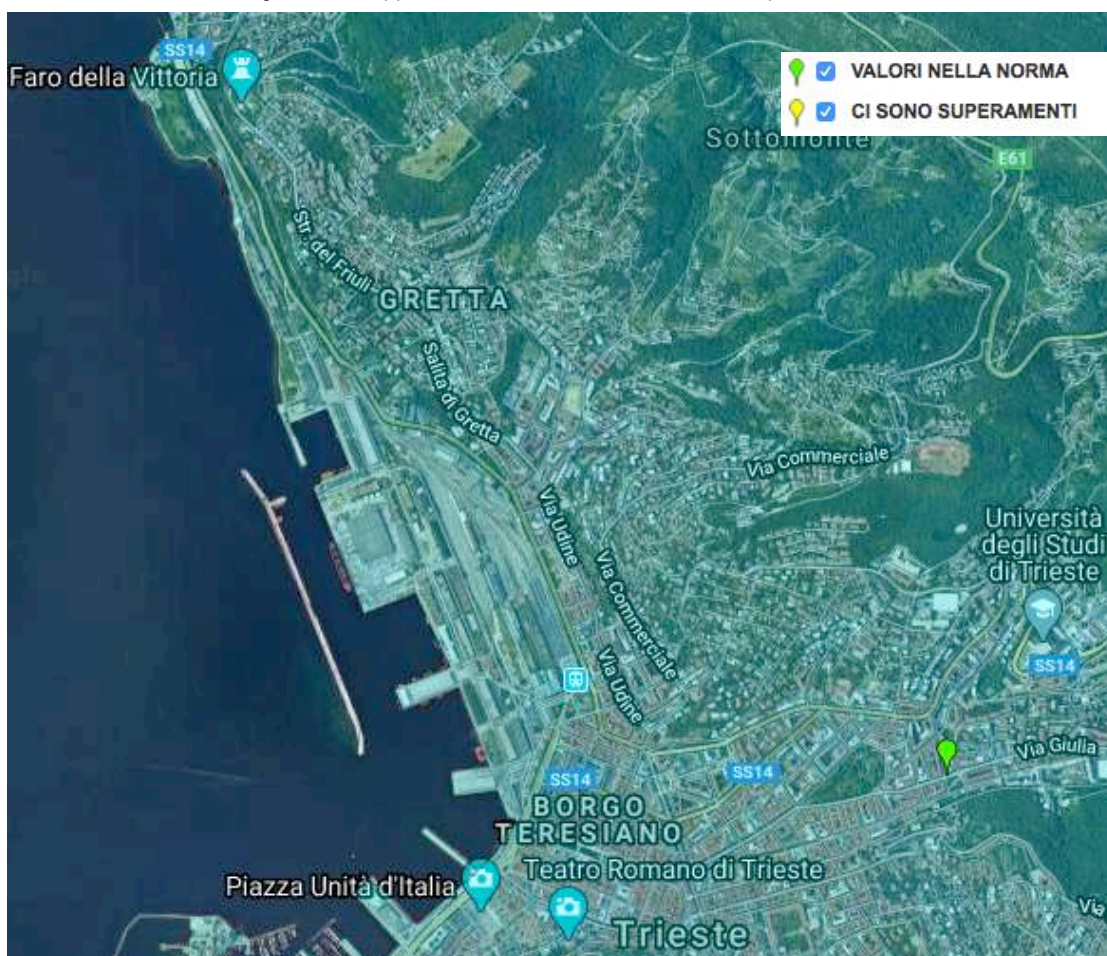 SS14
Faro della Vittoria
VALORI NELLA NORMA
CI SONO SUPERAMENTI
Sottomonte
E61
Str. del Friuli
GRETTA
Salita di Gretta
Via Commerciale
Università
degli Studi
di Trieste
Via Udine
Via Commerciale
SS14
Via Udine
Via Giulia
SS14
SS14
BORGO
TERESIANO
Teatro Romano di Trieste
Piazza Unità d'Italia
Via
Trieste